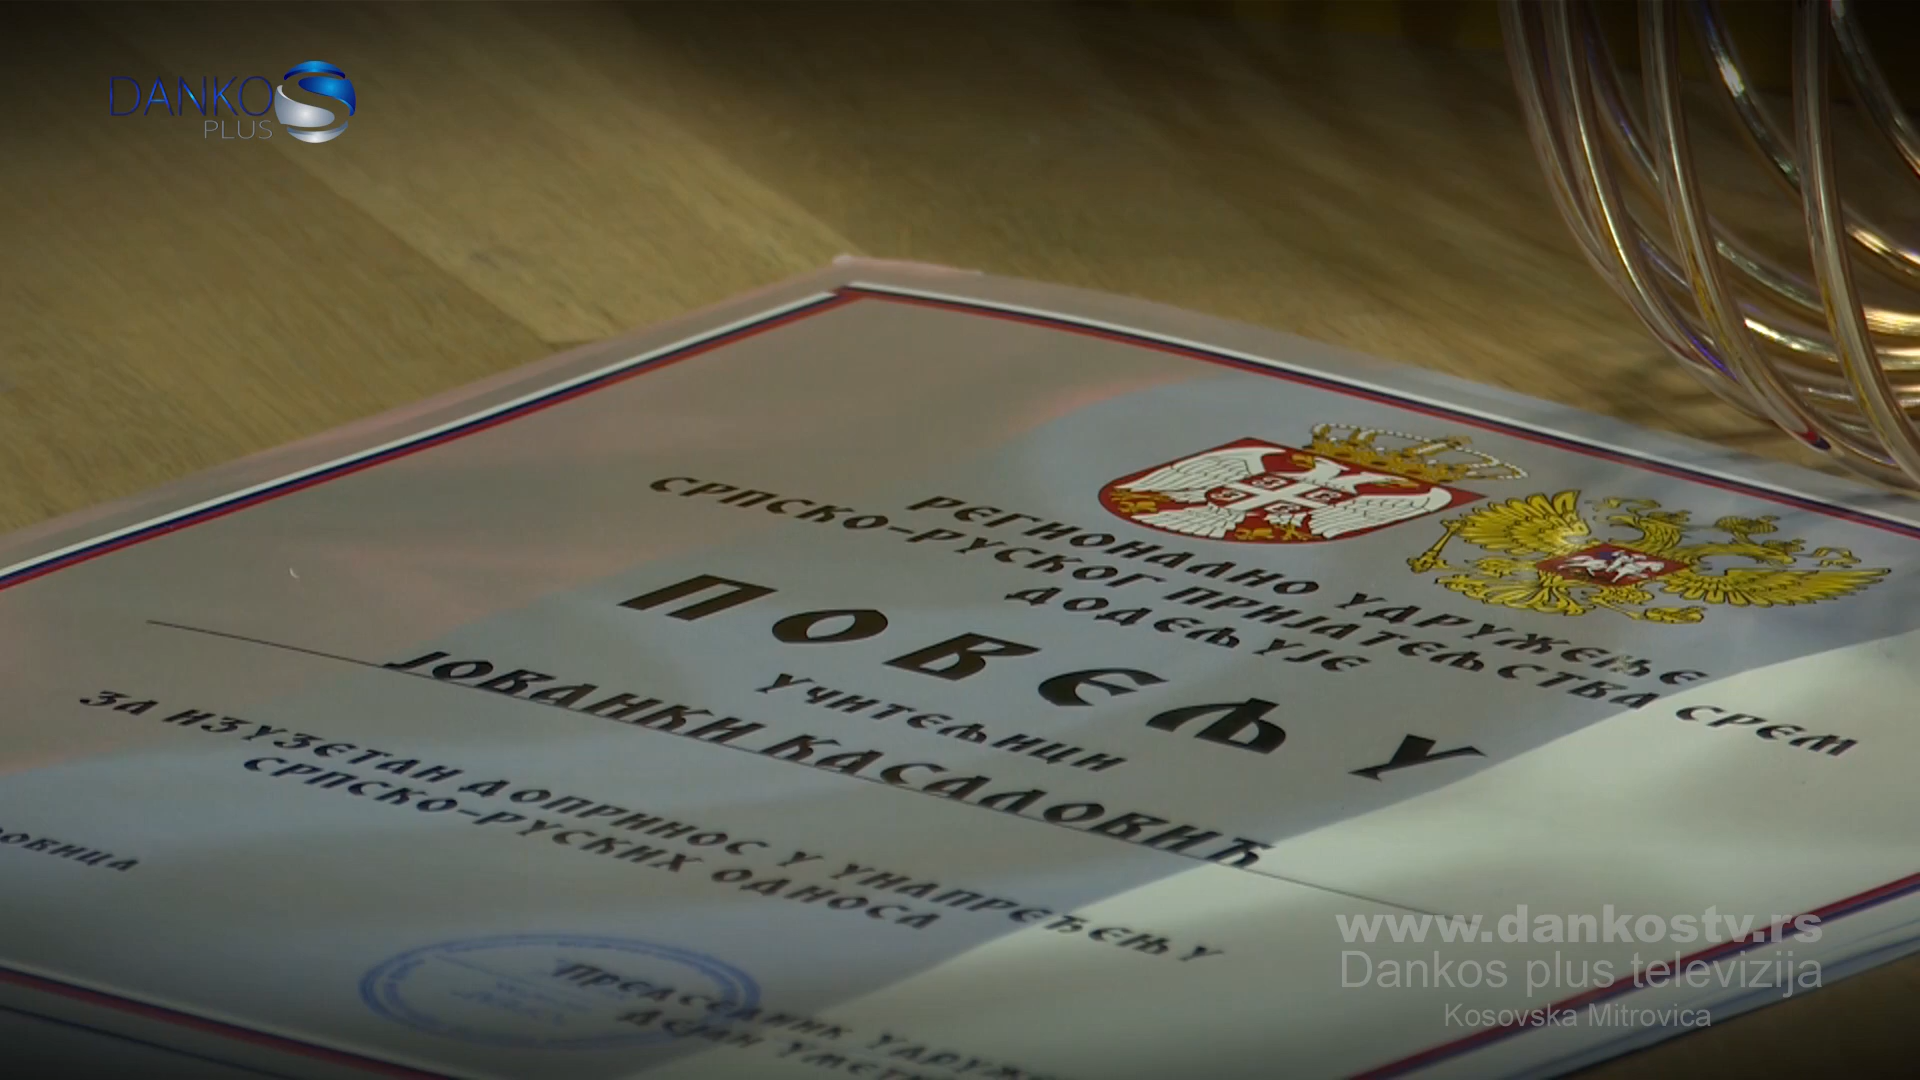 DANKOS
PLUS
РЕГИОНАЛНО УДРУЖЕЊЕ
СРПСКО-РУСКОГ ПРИЈАТЕЉСТВА СРЕМ
ДОДЕЉУЈЕ
ПОВЕЉУ
УЧИТЕЉИЦИ
ЈОВАНКИ КАСАЛОВИЋ
ЗА ИЗУЗЕТАН ДОПРИНОС У УНАПРЕЂЕЊУ
СРПСКО-РУСКИХ ОДНОСА
www.dankostv.rs
Dankos plus televizija
Kosovska Mitrovica